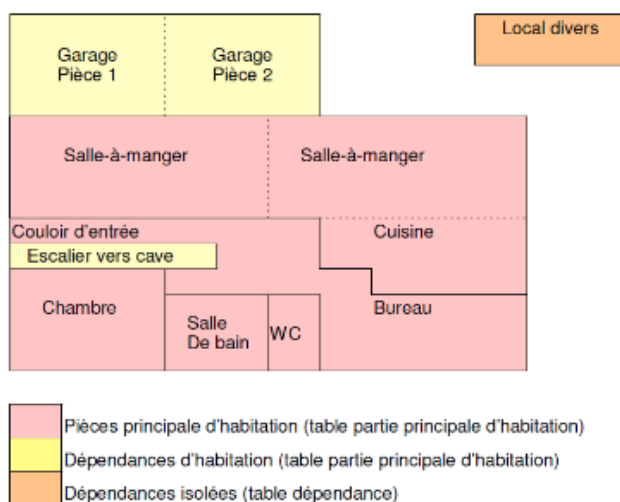 Local divers
Garage
Pièce 1
Garage
Pièce 2
Salle-à-manger
Salle-à-manger
Couloir d'entrée
Cuisine
Escalier vers cave
Chambre
Bureau
Salle
De bain
WC
Pièces principale d'habitation (table partie principale d'habitation)
Dépendances d'habitation (table partie principale d'habitation)
Dépendances isolées (table dépendance)